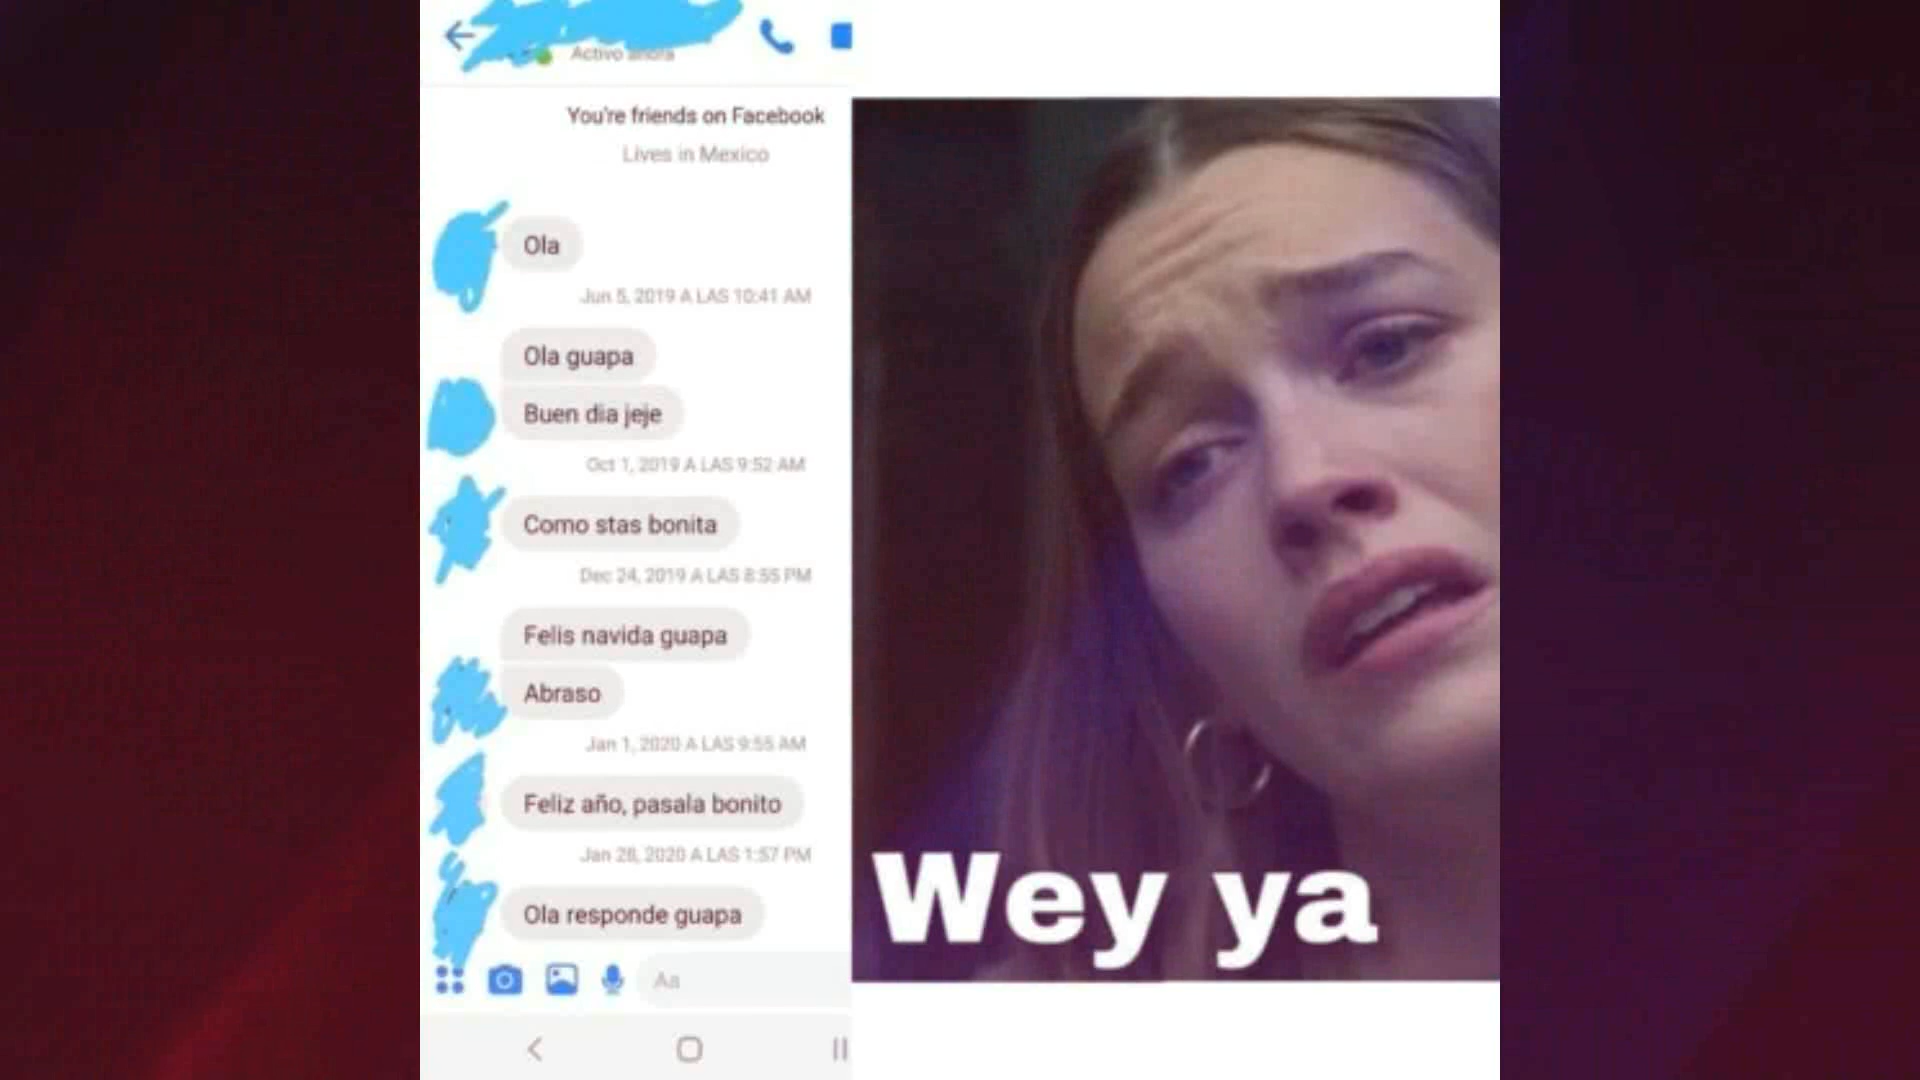 Activo ahora
You're friends on Facebook
Lives in Mexico
Ola
Jun 5, 2019 A LAS 10:41 AM
Ola guapa
Buen dia jeje
Oct 1, 2019 A LAS 9:52 AM
Como stas bonita
Dec 24, 2019 A LAS 8:55 PM
Felis navida guapa
Abraso
Jan 1, 2020 A LAS 9:55 AM
Feliz año, pasala bonito
Jan 28, 2020 A LAS 1:57 PM
Ola responde guapa
Aa
Wey ya